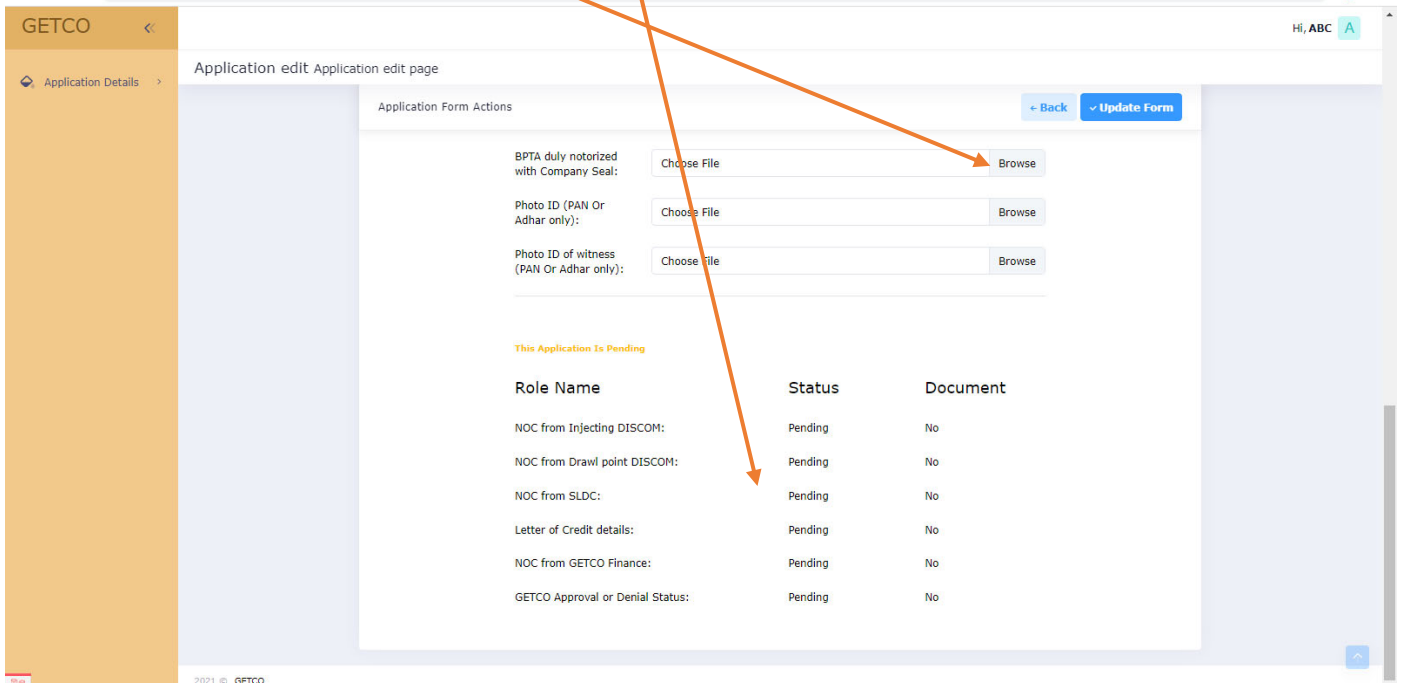 GETCO «
Hi, ABC A
Application Details >
Application edit Application edit page
Application Form Actions
← Back
Update Form
BPTA duly notorized
with Company Seal:
Choose File Browse
Photo ID (PAN Or
Adhar only):
Choose File Browse
Photo ID of witness
(PAN Or Adhar only):
Choose File Browse
This Application Is Pending
Role Name Status Document
NOC from Injecting DISCOM: Pending No
NOC from Drawl point DISCOM: Pending No
NOC from SLDC: Pending No
Letter of Credit details: Pending No
NOC from GETCO Finance: Pending No
GETCO Approval or Denial Status: Pending No
2021 © GETCO